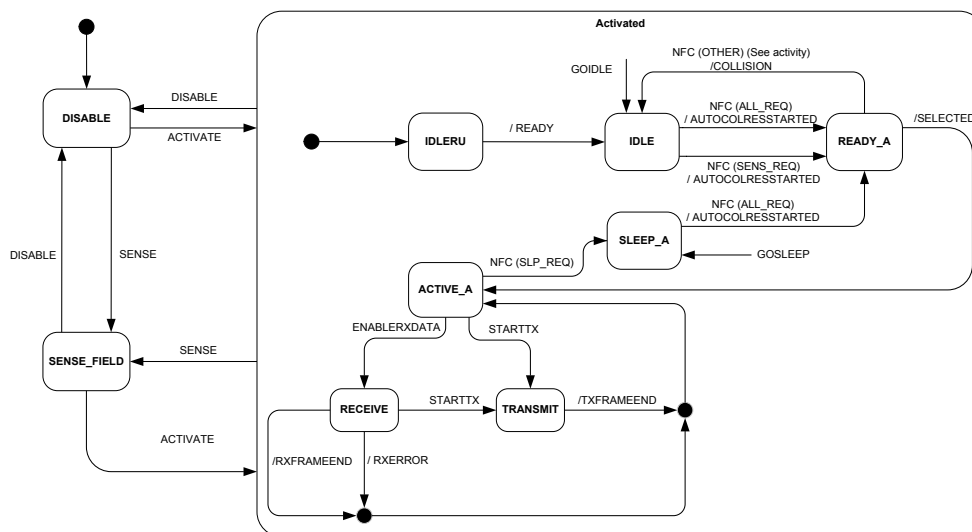 Activated
NFC (OTHER) (See activity)
/COLLISION
GOIDLE
DISABLE
NFC (ALL_REQ)
/ AUTOCOLRESSTARTED
DISABLE
ACTIVATE
/ READY
/SELECTED
IDLERU
IDLE
READY_A
NFC (SENS_REQ)
/ AUTOCOLRESSTARTED
NFC (ALL_REQ)
/ AUTOCOLRESSTARTED
DISABLE
SENSE
SLEEP_A
GOSLEEP
NFC (SLP_REQ)
ACTIVE_A
ENABLERXDATA
STARTTX
SENSE_FIELD
SENSE
RECEIVE
STARTTX
TRANSMIT
/TXFRAMEEND
ACTIVATE
/RXFRAMEEND
/ RXERROR